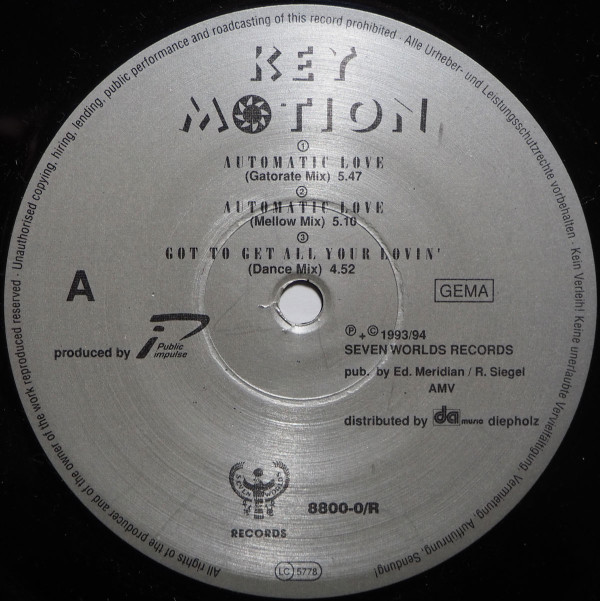 All rights of the producer and of the owner of the work reproduced reserved · Unauthorised copying, hiring, lending, public performance and roadcasting of this record prohibited · Alle Urheber- und Leistungsschutzrechte vorbehalten · Kein Verleih! Keine unerlaubte Vervielfältigung, Vermietung, Aufführung, Sendung!
KEY
MOTION
1
AUTOMATIC LOVE
(Gatorate Mix) 5.47
2
AUTOMATIC LOVE
(Mellow Mix) 5.10
3
GOT TO GET ALL YOUR LOVIN'
(Dance Mix) 4.52
A
GEMA
produced by Public impulse
℗ + © 1993/94
SEVEN WORLDS RECORDS
pub. by Ed. Meridian / R. Siegel
AMV
distributed by da music diepholz
SEVEN WORLDS
RECORDS
8800-0/R
LC 5778